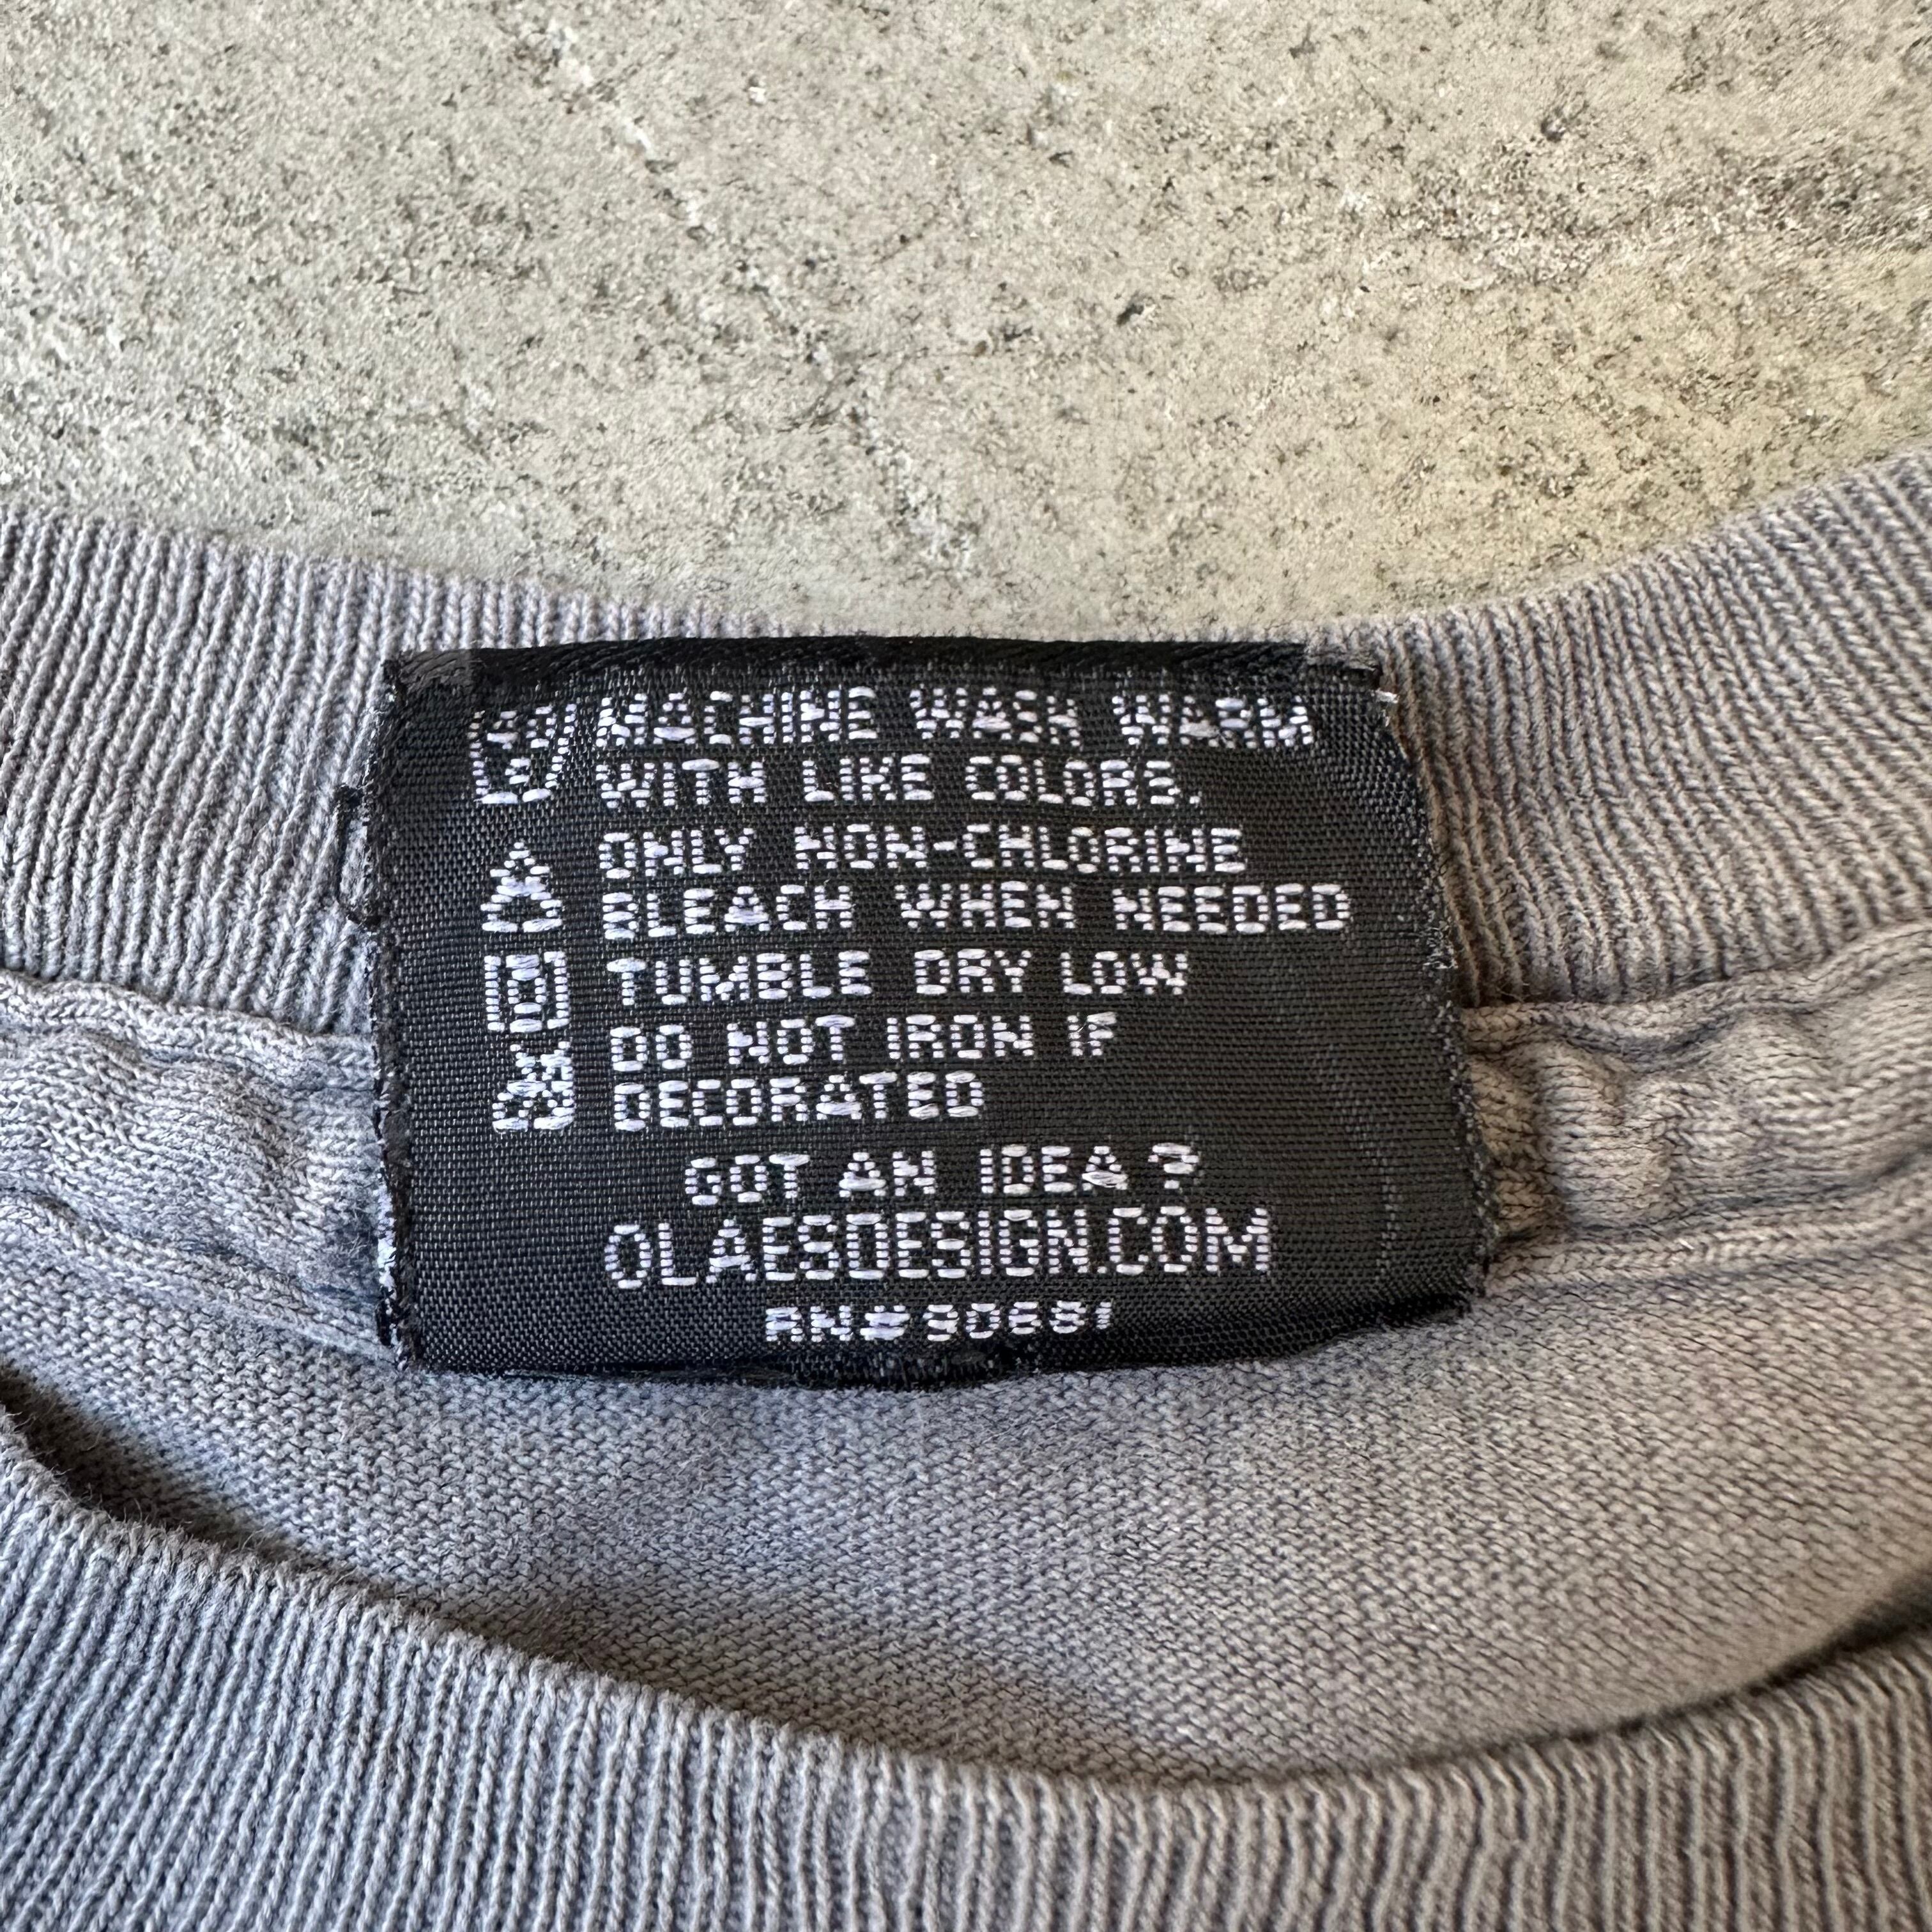 MACHINE WASH WARM
WITH LIKE COLORS.
ONLY NON-CHLORINE
BLEACH WHEN NEEDED
TUMBLE DRY LOW
DO NOT IRON IF
DECORATED
GOT AN IDEA?
OLAESDESIGN.COM
RN#90681